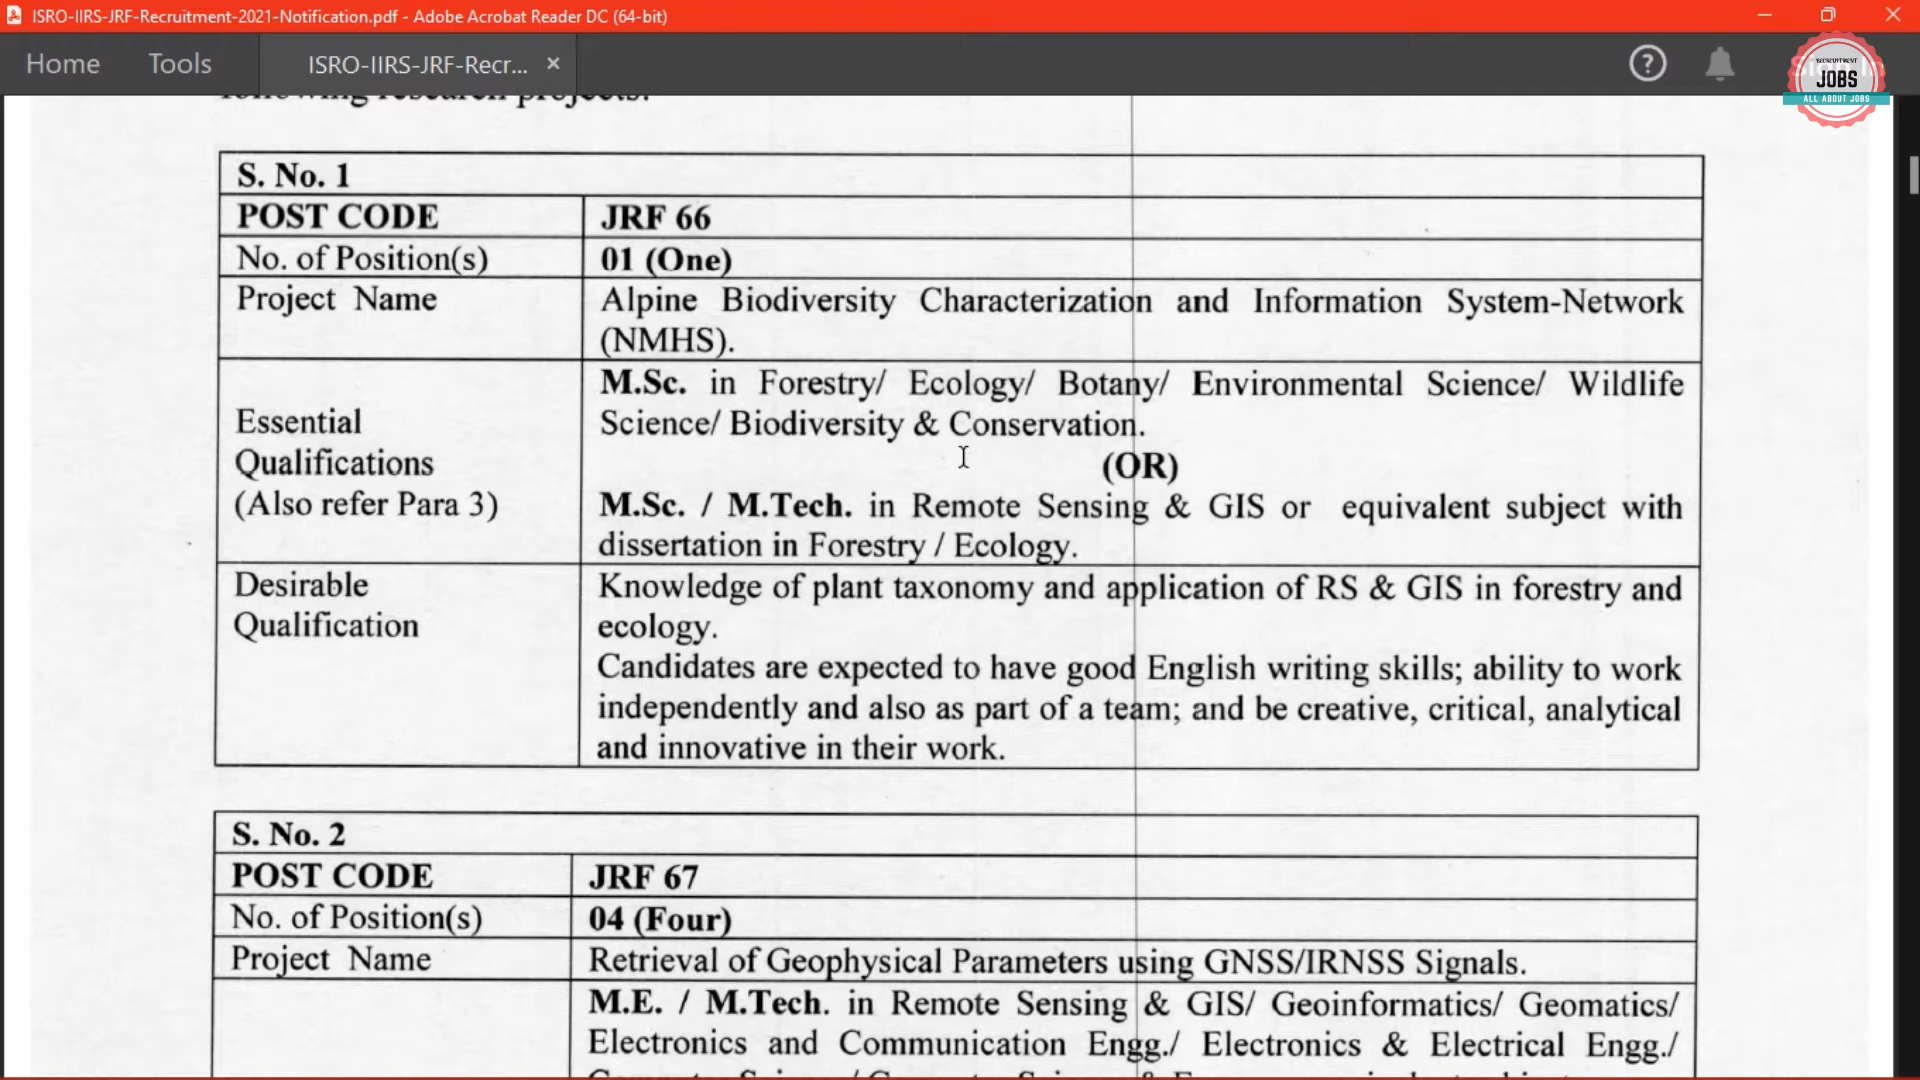 ISRO-IIRS-JRF-Recruitment-2021-Notification.pdf - Adobe Acrobat Reader DC (64-bit)
Home Tools ISRO-IIRS-JRF-Recr... ×
RECRUITMENT
JOBS
ALL ABOUT JOBS
following research projects.
S. No. 1
POST CODE JRF 66
No. of Position(s) 01 (One)
Project Name Alpine Biodiversity Characterization and Information System-Network
(NMHS).
M.Sc. in Forestry/ Ecology/ Botany/ Environmental Science/ Wildlife
Essential Science/ Biodiversity & Conservation.
Qualifications (OR)
(Also refer Para 3) M.Sc. / M.Tech. in Remote Sensing & GIS or equivalent subject with
dissertation in Forestry / Ecology.
Desirable Knowledge of plant taxonomy and application of RS & GIS in forestry and
Qualification ecology.
Candidates are expected to have good English writing skills; ability to work
independently and also as part of a team; and be creative, critical, analytical
and innovative in their work.
S. No. 2
POST CODE JRF 67
No. of Position(s) 04 (Four)
Project Name Retrieval of Geophysical Parameters using GNSS/IRNSS Signals.
M.E. / M.Tech. in Remote Sensing & GIS/ Geoinformatics/ Geomatics/
Electronics and Communication Engg./ Electronics & Electrical Engg./